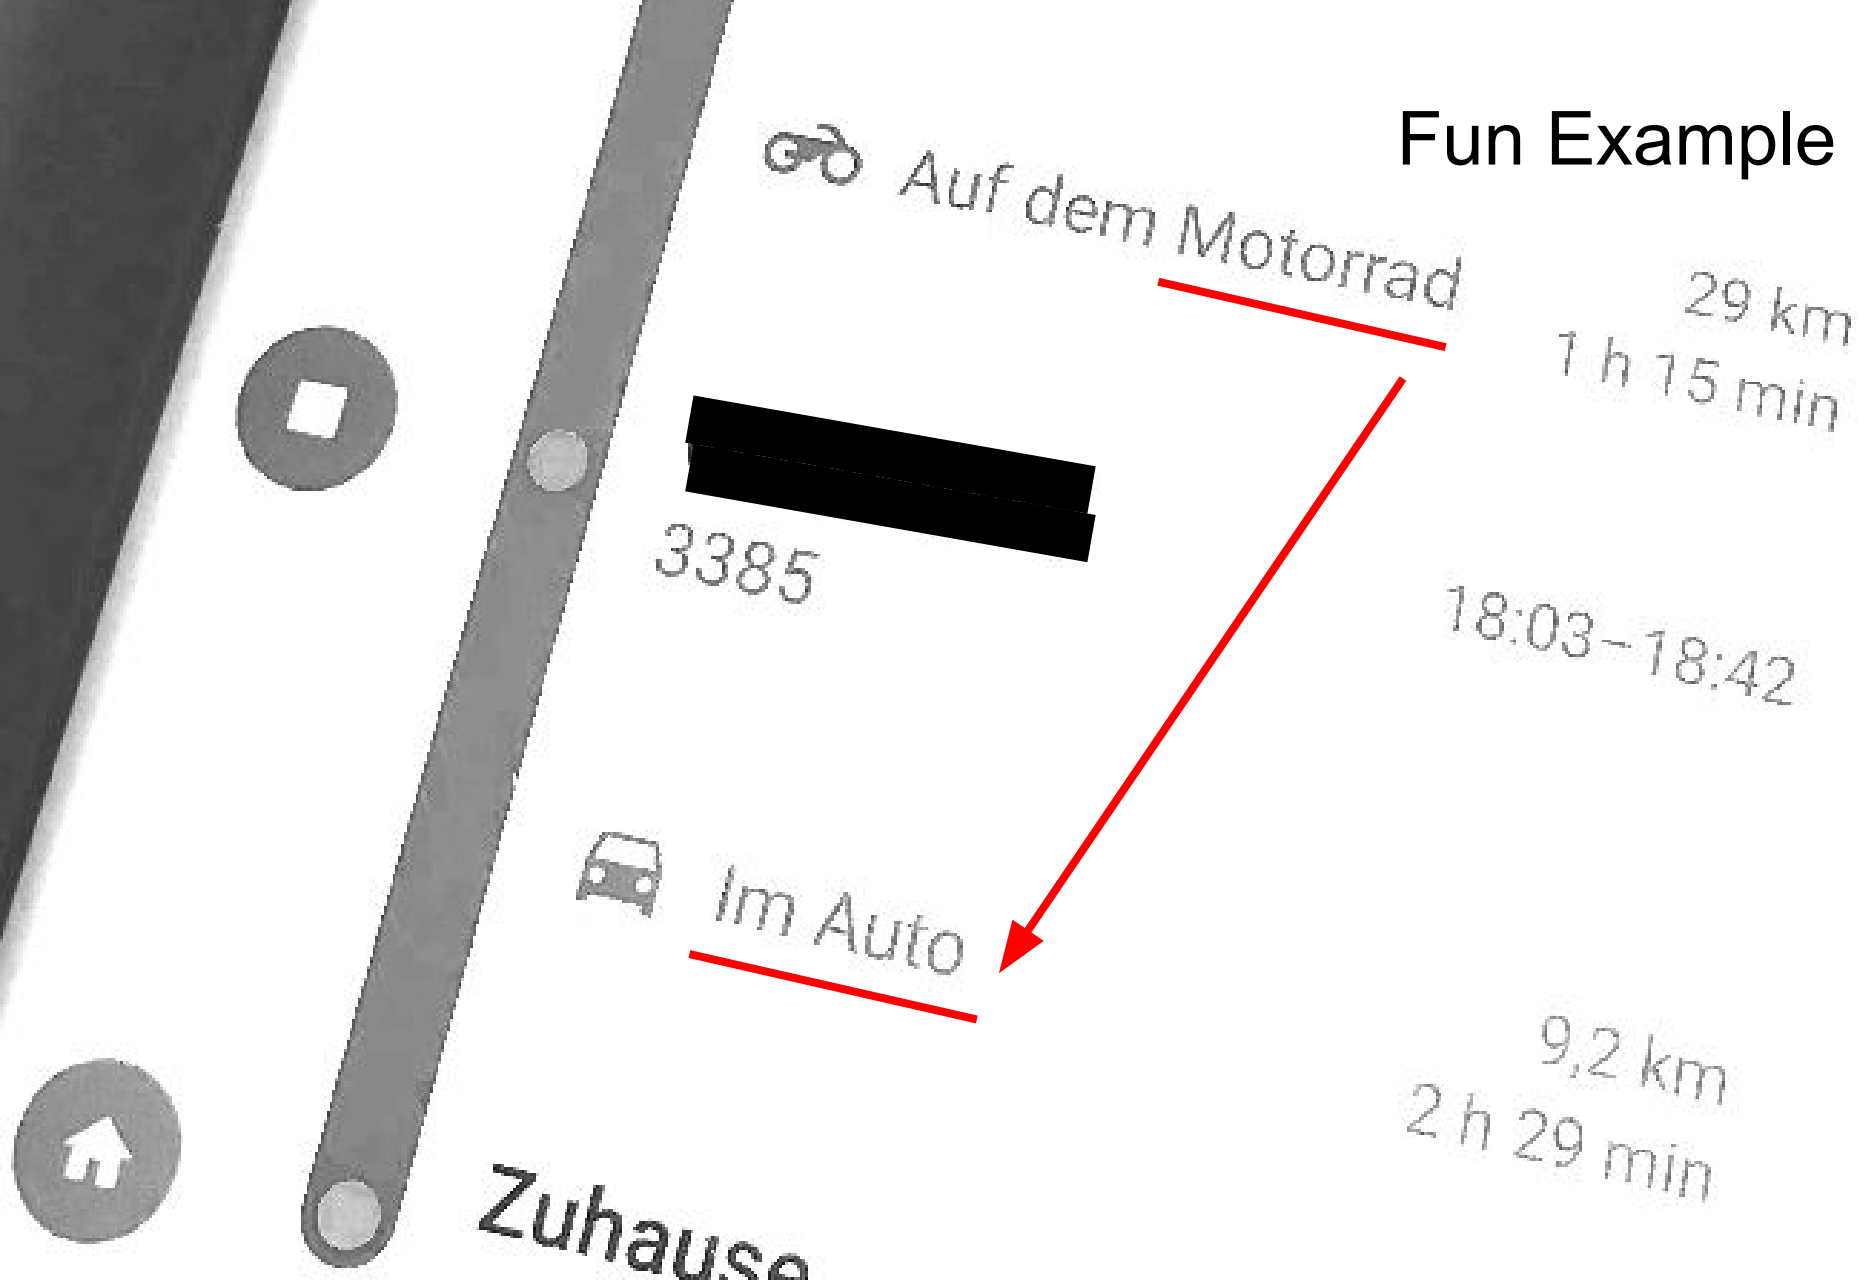 Fun Example
Auf dem Motorrad
29 km
1 h 15 min
3385
18:03–18:42
Im Auto
9,2 km
2 h 29 min
Zuhause